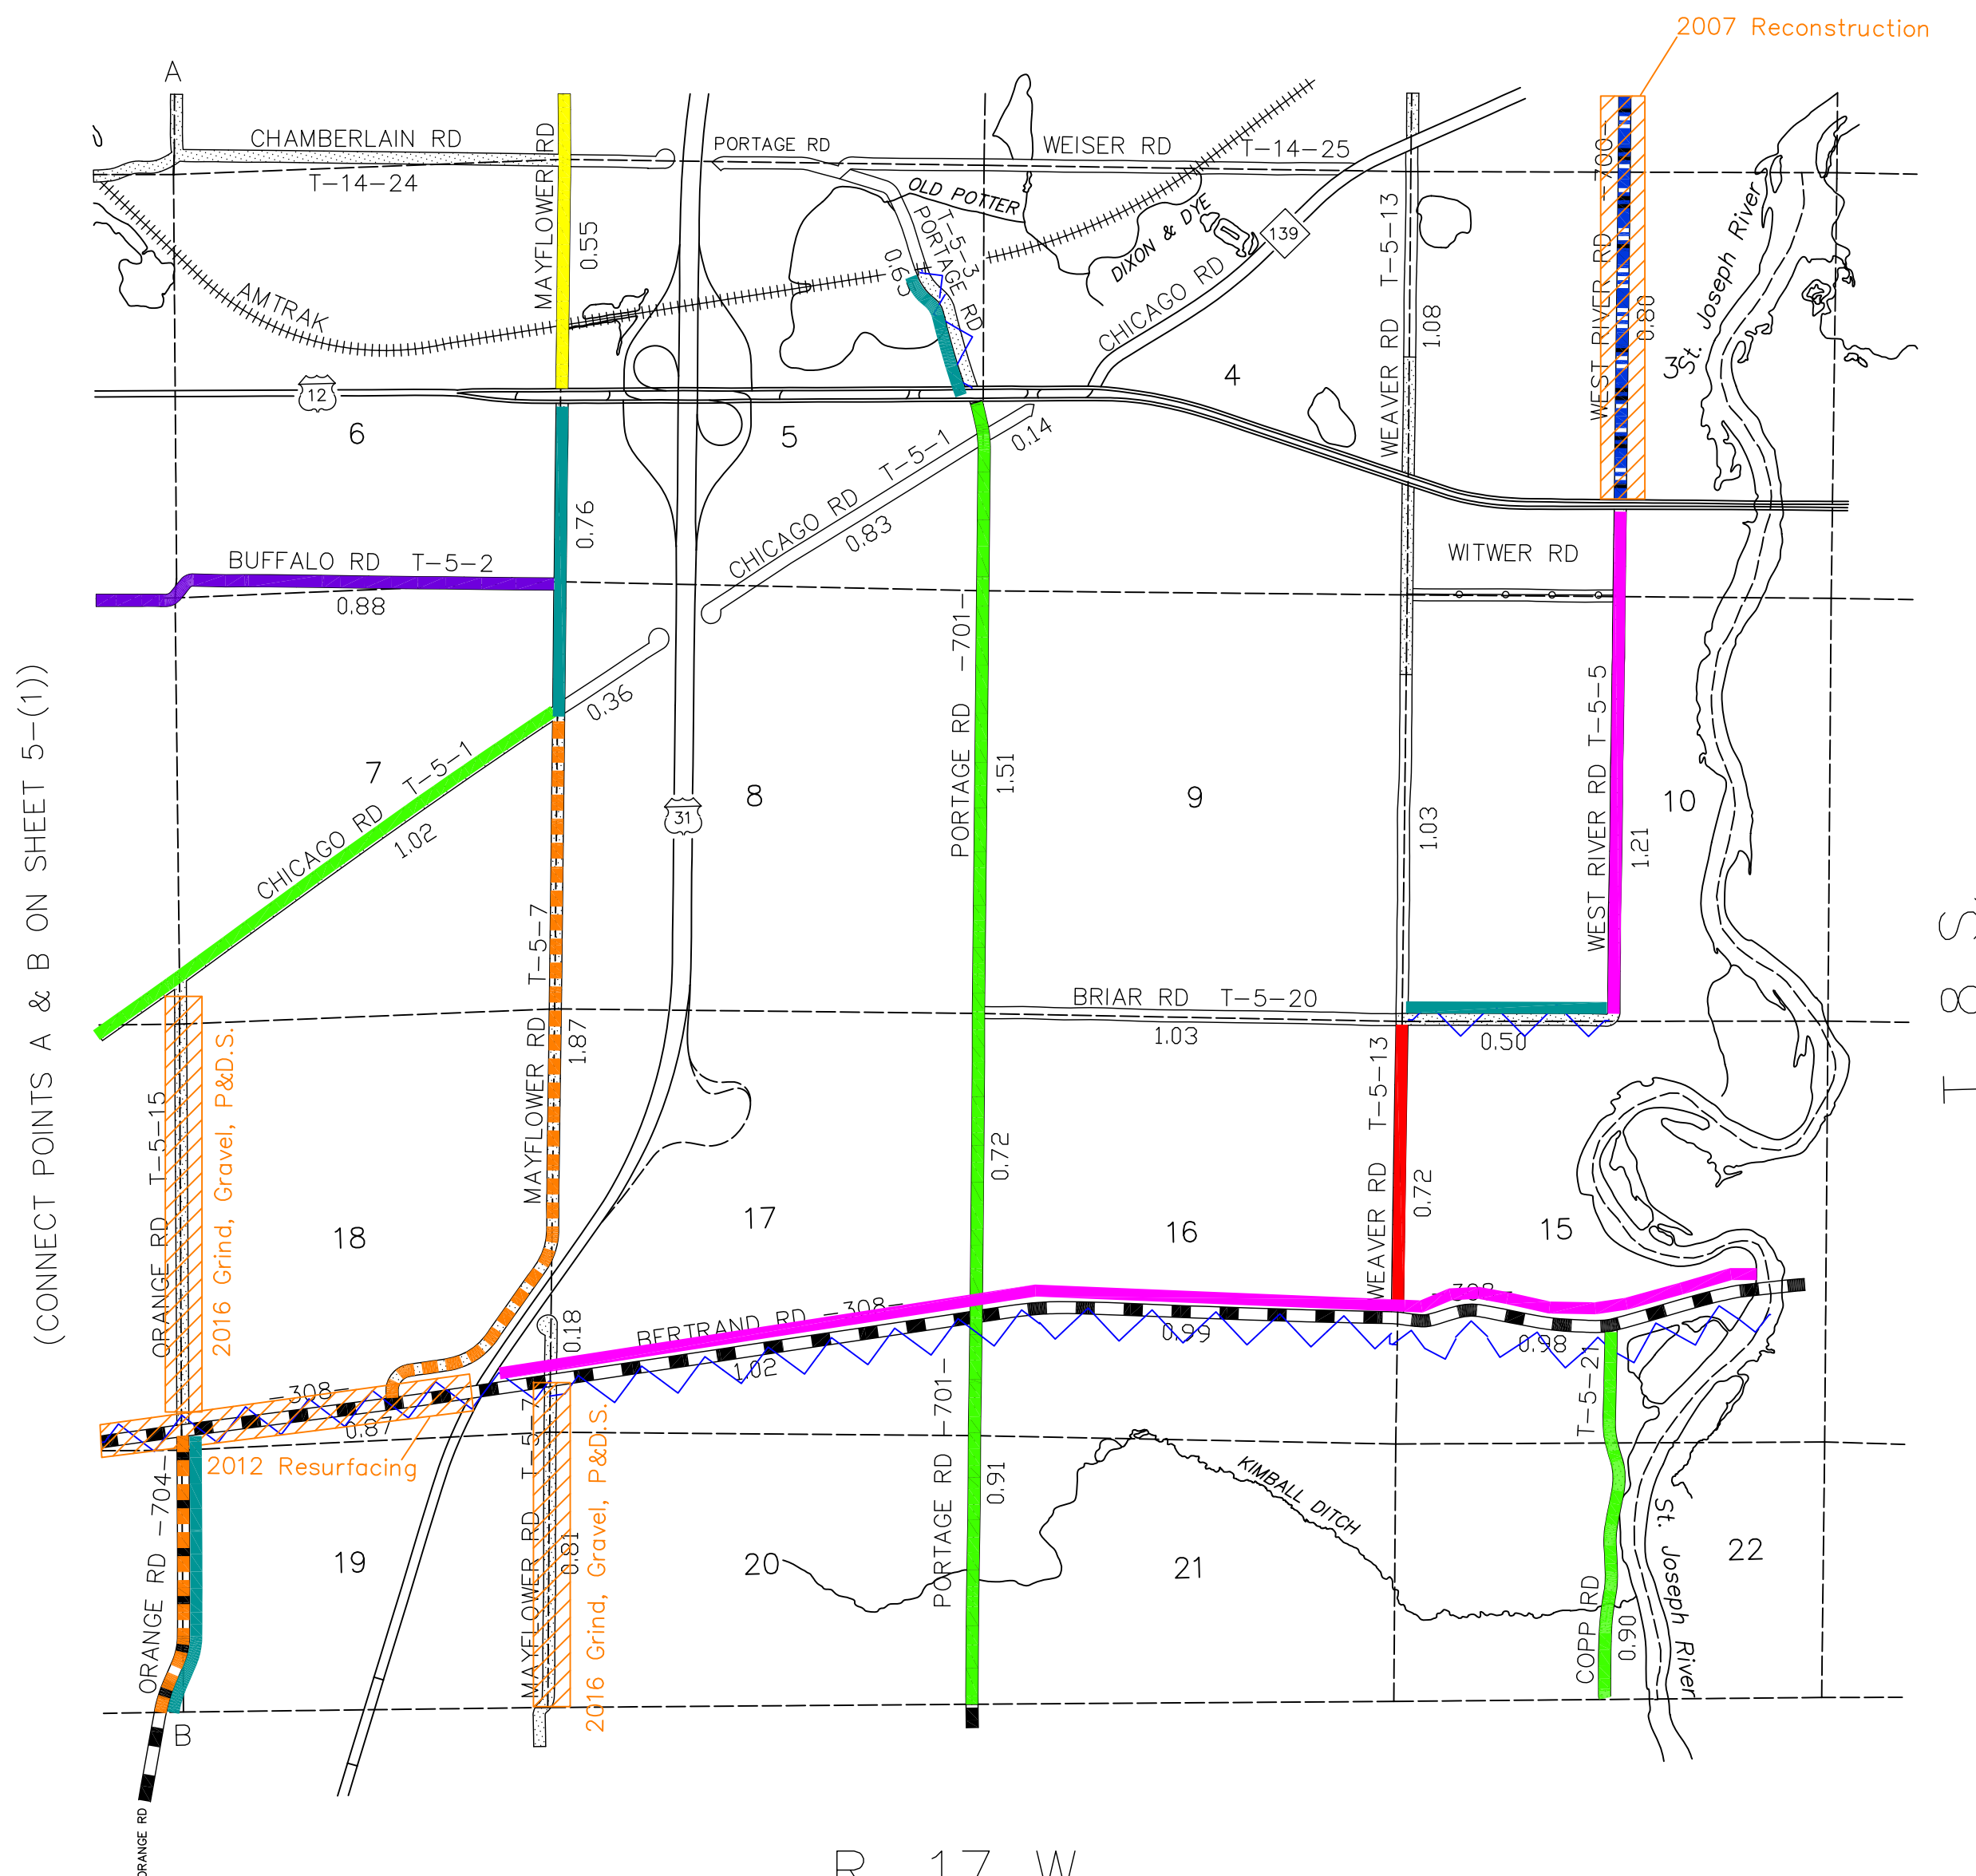 2007 Reconstruction
A
CHAMBERLAIN RD
T-14-24
MAYFLOWER RD
0.55
PORTAGE RD
WEISER RD
T-14-25
OLD POTTER
T-5-3
PORTAGE RD
0.63
DIXON & DYE
139
CHICAGO RD
WEAVER RD T-5-13
1.08
WEST RIVER RD -700-
0.80
St. Joseph River
3
AMTRAK
12
6
5
4
CHICAGO RD T-5-1
0.83
0.14
0.76
BUFFALO RD T-5-2
0.88
WITWER RD
0.36
7
CHICAGO RD T-5-1
1.02
8
31
PORTAGE RD -701-
1.51
9
1.03
WEST RIVER RD T-5-5
1.21
10
(CONNECT POINTS A & B ON SHEET 5-(1))
T 8 S.
MAYFLOWER RD T-5-7
1.87
BRIAR RD T-5-20
1.03
0.50
ORANGE RD T-5-15
2016 Grind, Gravel, P&D.S.
0.72
WEAVER RD T-5-13
0.72
18
17
16
15
0.18
BERTRAND RD -308-
1.02
0.99
-308-
0.98
-308-
0.87
2012 Resurfacing
T-5-21
COPP RD
0.90
ORANGE RD -704-
MAYFLOWER RD T-5-7
0.81
2016 Grind, Gravel, P&D.S.
PORTAGE RD -701-
0.91
KIMBALL DITCH
St. Joseph River
19
20
21
22
B
ORANGE RD
R 17 W